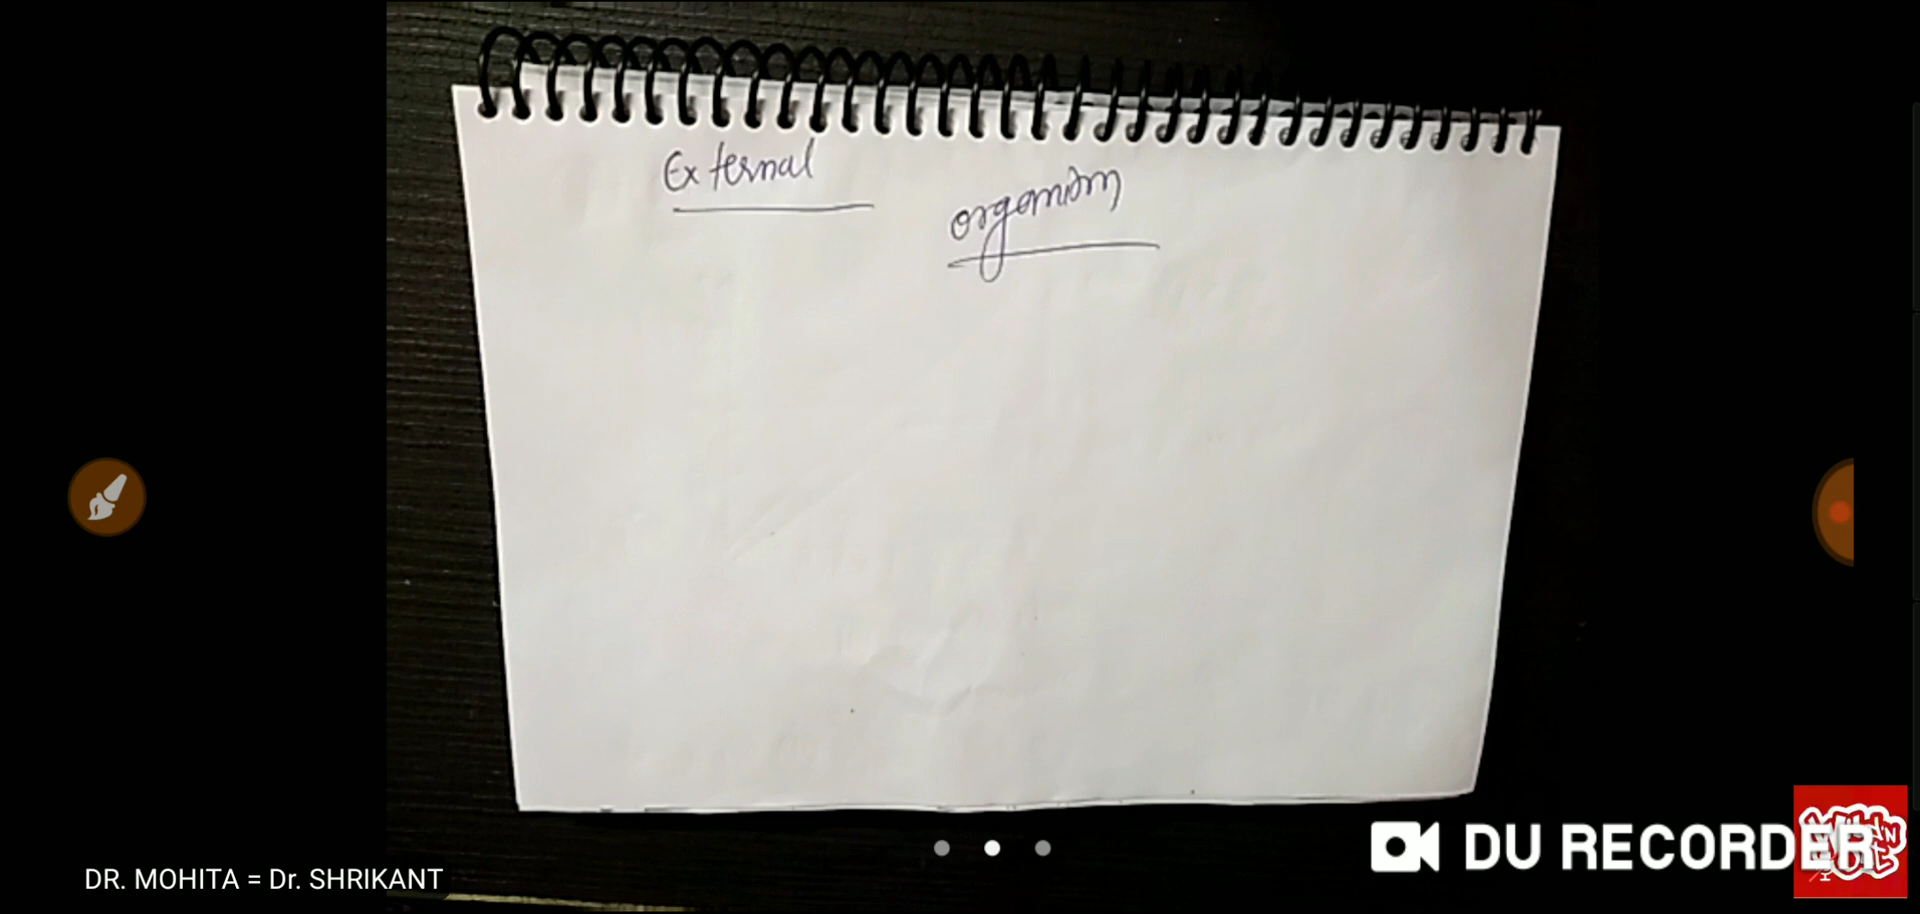 External
organism
DR. MOHITA = Dr. SHRIKANT
DU RECORDER